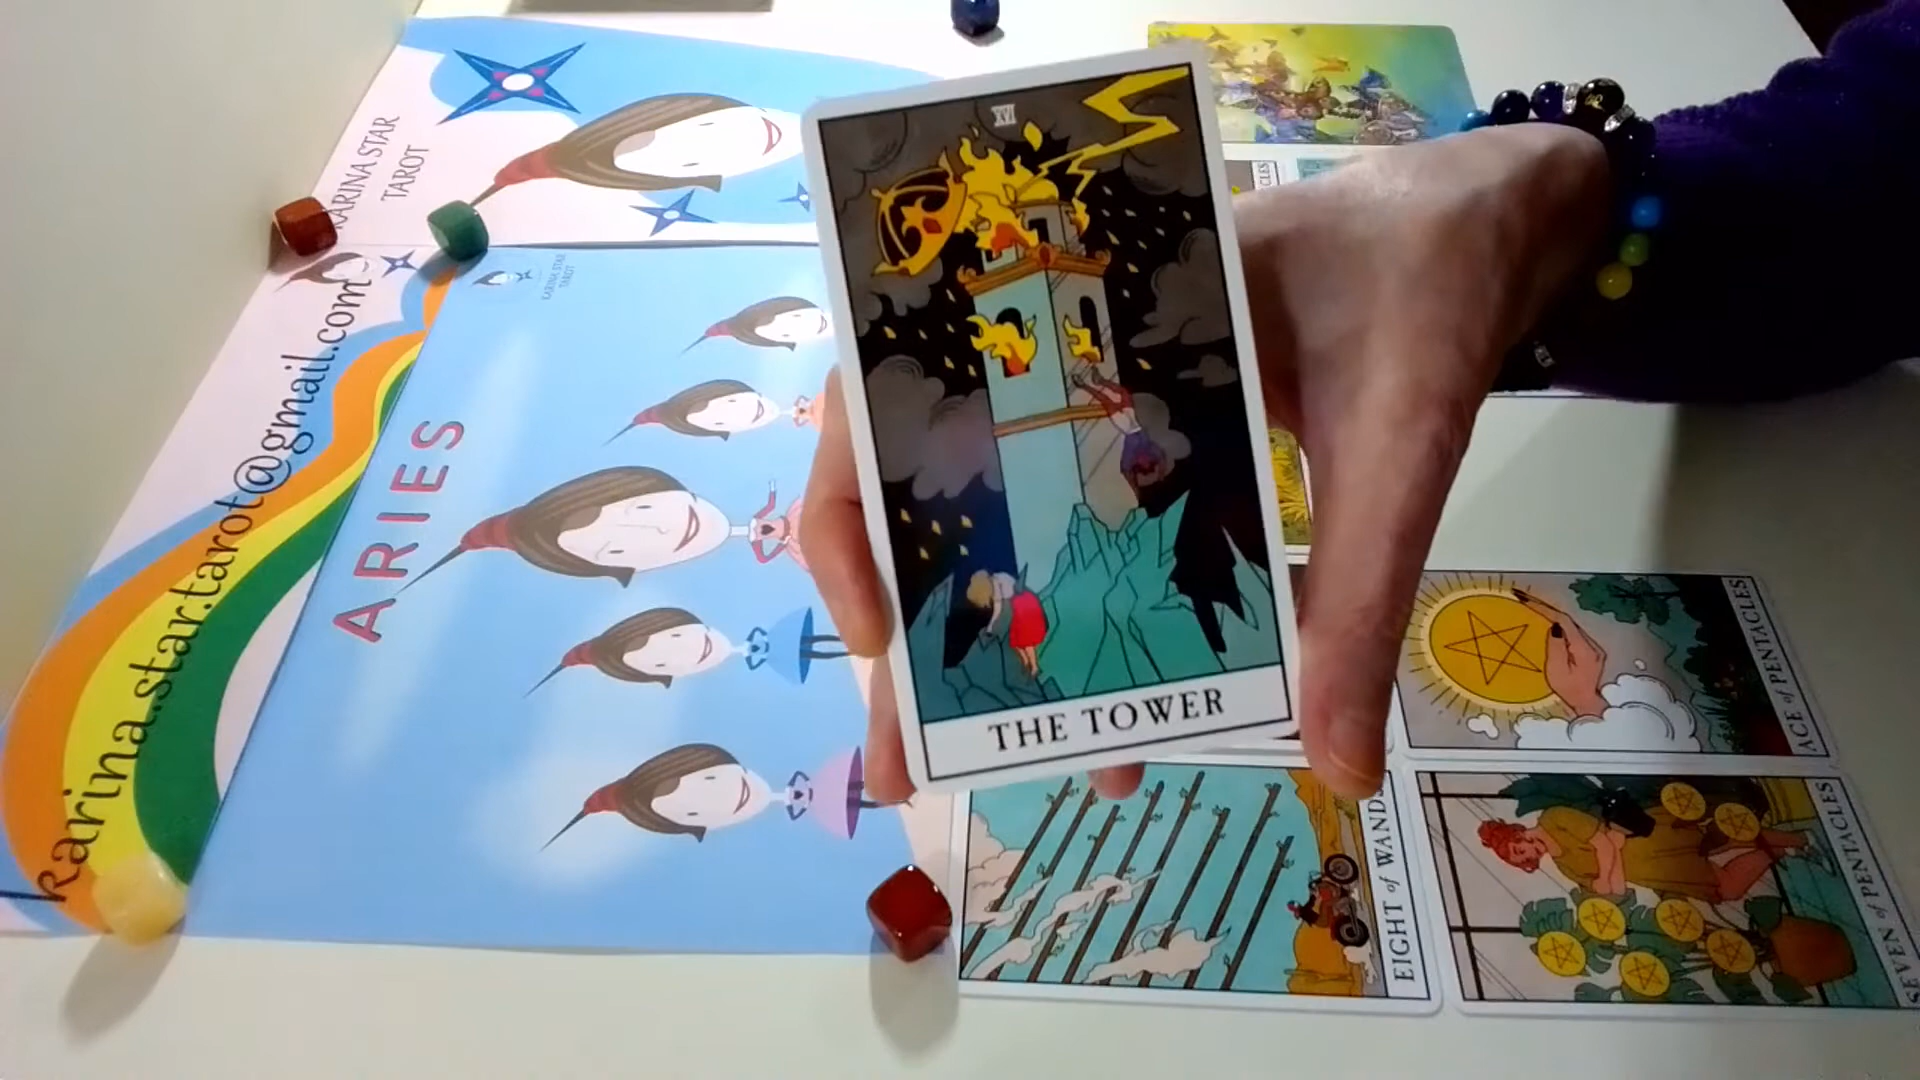 KARINA STAR
TAROT
karina.star.tarot@gmail.com
KARINA STAR
TAROT
ARIES
XVI
THE TOWER
ACE of PENTACLES
EIGHT of WANDS
SEVEN of PENTACLES